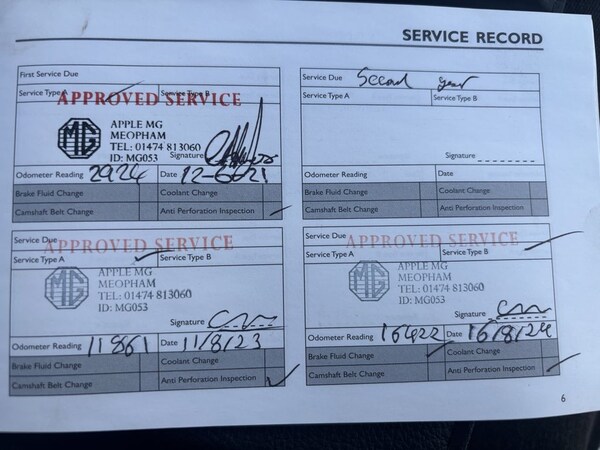 SERVICE RECORD
First Service Due
Service Type A Service Type B
APPROVED SERVICE
MG
APPLE MG
MEOPHAM
TEL: 01474 813060
ID: MG053
Signature
Odometer Reading 2924 Date 12-6-21
Brake Fluid Change Coolant Change
Camshaft Belt Change Anti Perforation Inspection ✓
Service Due Second year
Service Type A Service Type B
Signature
Odometer Reading Date
Brake Fluid Change Coolant Change
Camshaft Belt Change Anti Perforation Inspection
Service Due
APPROVED SERVICE
Service Type A ✓ Service Type B
MG
APPLE MG
MEOPHAM
TEL: 01474 813060
ID: MG053
Signature
Odometer Reading 11861 Date 11/8/23
Brake Fluid Change Coolant Change
Camshaft Belt Change Anti Perforation Inspection ✓
Service Due
APPROVED SERVICE
Service Type A Service Type B ✓
MG
APPLE MG
MEOPHAM
TEL: 01474 813060
ID: MG053
Signature
Odometer Reading 16422 Date 16/8/24
Brake Fluid Change ✓ Coolant Change
Camshaft Belt Change Anti Perforation Inspection ✓
6